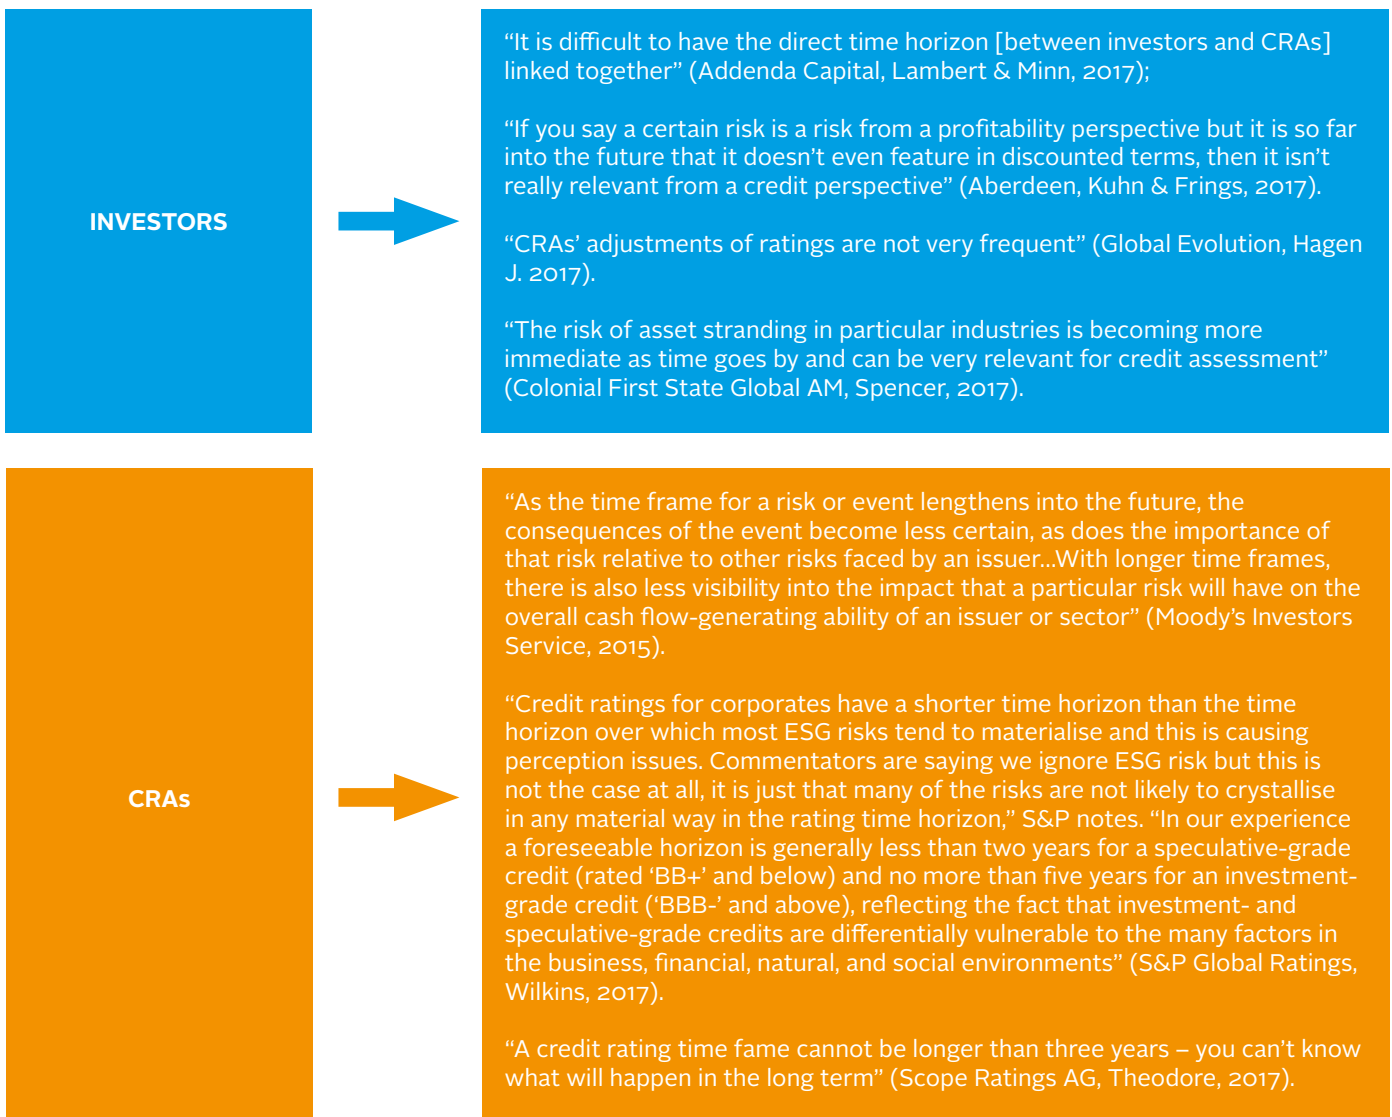 INVESTORS
“It is difficult to have the direct time horizon [between investors and CRAs]
linked together” (Addenda Capital, Lambert & Minn, 2017);
“If you say a certain risk is a risk from a profitability perspective but it is so far
into the future that it doesn’t even feature in discounted terms, then it isn’t
really relevant from a credit perspective” (Aberdeen, Kuhn & Frings, 2017).
“CRAs’ adjustments of ratings are not very frequent” (Global Evolution, Hagen
J. 2017).
“The risk of asset stranding in particular industries is becoming more
immediate as time goes by and can be very relevant for credit assessment”
(Colonial First State Global AM, Spencer, 2017).
CRAs
“As the time frame for a risk or event lengthens into the future, the
consequences of the event become less certain, as does the importance of
that risk relative to other risks faced by an issuer...With longer time frames,
there is also less visibility into the impact that a particular risk will have on the
overall cash flow-generating ability of an issuer or sector” (Moody’s Investors
Service, 2015).
“Credit ratings for corporates have a shorter time horizon than the time
horizon over which most ESG risks tend to materialise and this is causing
perception issues. Commentators are saying we ignore ESG risk but this is
not the case at all, it is just that many of the risks are not likely to crystallise
in any material way in the rating time horizon,” S&P notes. “In our experience
a foreseeable horizon is generally less than two years for a speculative-grade
credit (rated ‘BB+’ and below) and no more than five years for an investment-
grade credit (‘BBB-’ and above), reflecting the fact that investment- and
speculative-grade credits are differentially vulnerable to the many factors in
the business, financial, natural, and social environments” (S&P Global Ratings,
Wilkins, 2017).
“A credit rating time fame cannot be longer than three years – you can’t know
what will happen in the long term” (Scope Ratings AG, Theodore, 2017).